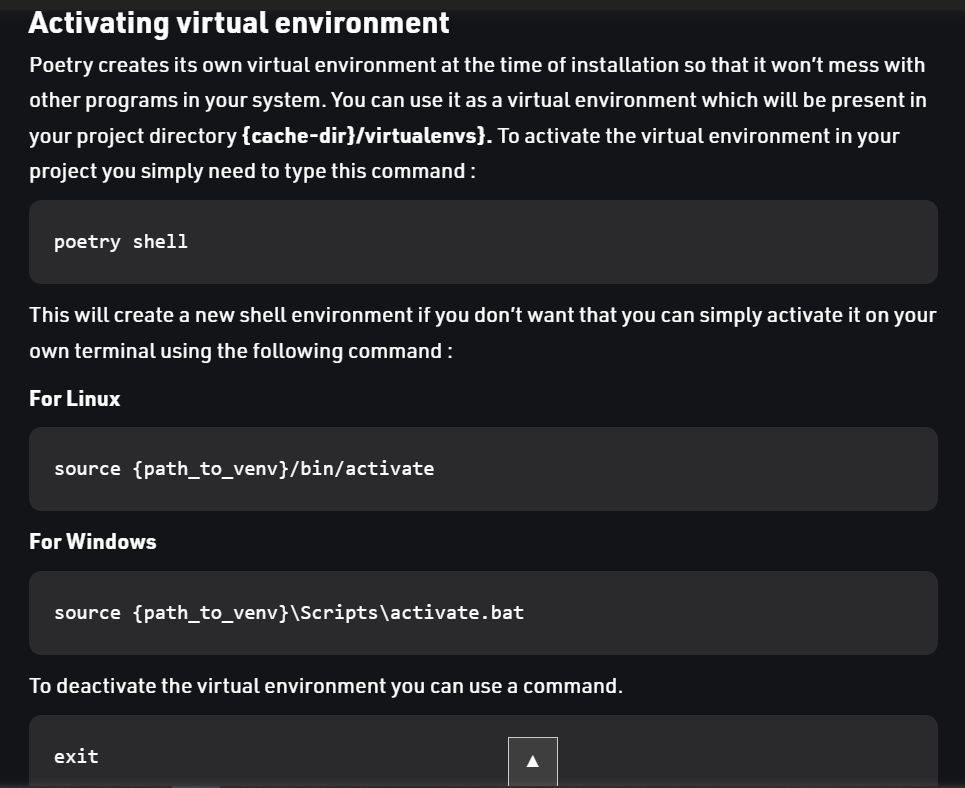 Activating virtual environment
Poetry creates its own virtual environment at the time of installation so that it won’t mess with
other programs in your system. You can use it as a virtual environment which will be present in
your project directory {cache-dir}/virtualenvs}. To activate the virtual environment in your
project you simply need to type this command :
poetry shell
This will create a new shell environment if you don’t want that you can simply activate it on your
own terminal using the following command :
For Linux
source {path_to_venv}/bin/activate
For Windows
source {path_to_venv}\Scripts\activate.bat
To deactivate the virtual environment you can use a command.
exit